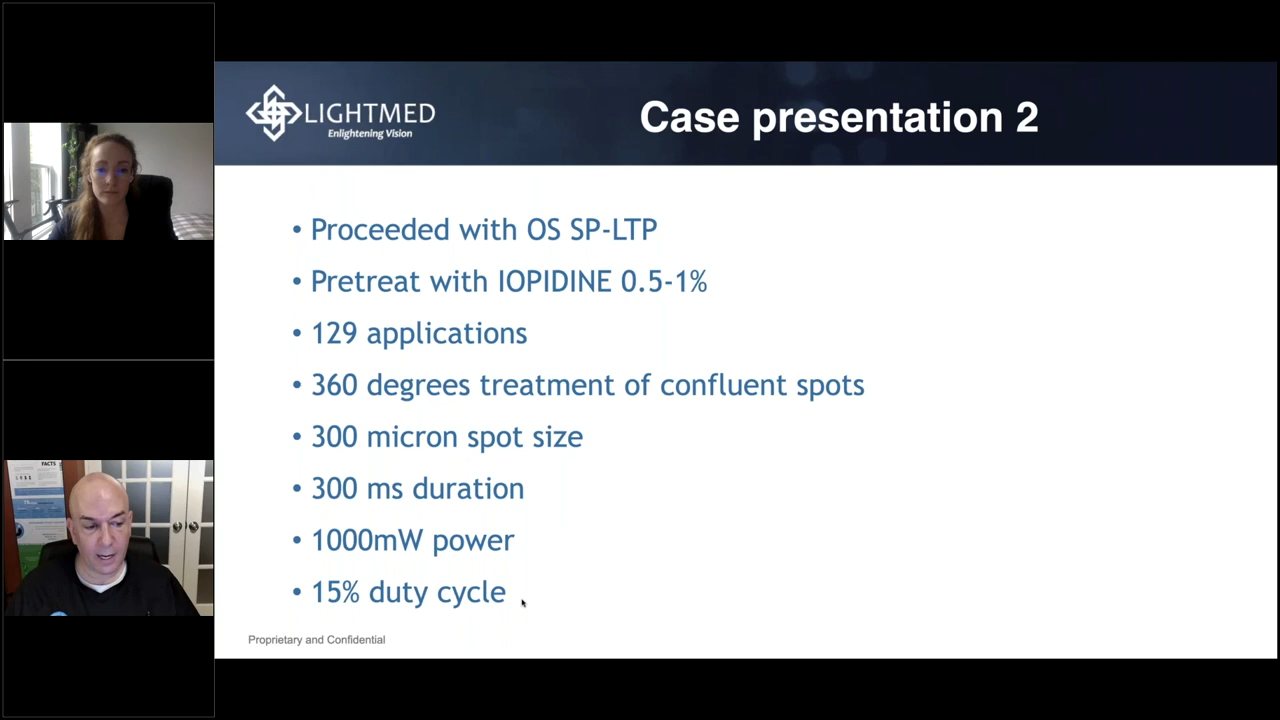 LIGHTMED
Enlightening Vision
Case presentation 2
• Proceeded with OS SP-LTP
• Pretreat with IOPIDINE 0.5-1%
• 129 applications
• 360 degrees treatment of confluent spots
• 300 micron spot size
• 300 ms duration
• 1000mW power
• 15% duty cycle
Proprietary and Confidential
FACTS